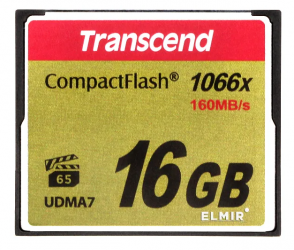 Transcend
CompactFlash® 1066x
160MB/s
65
UDMA7
16GB
ELMIR